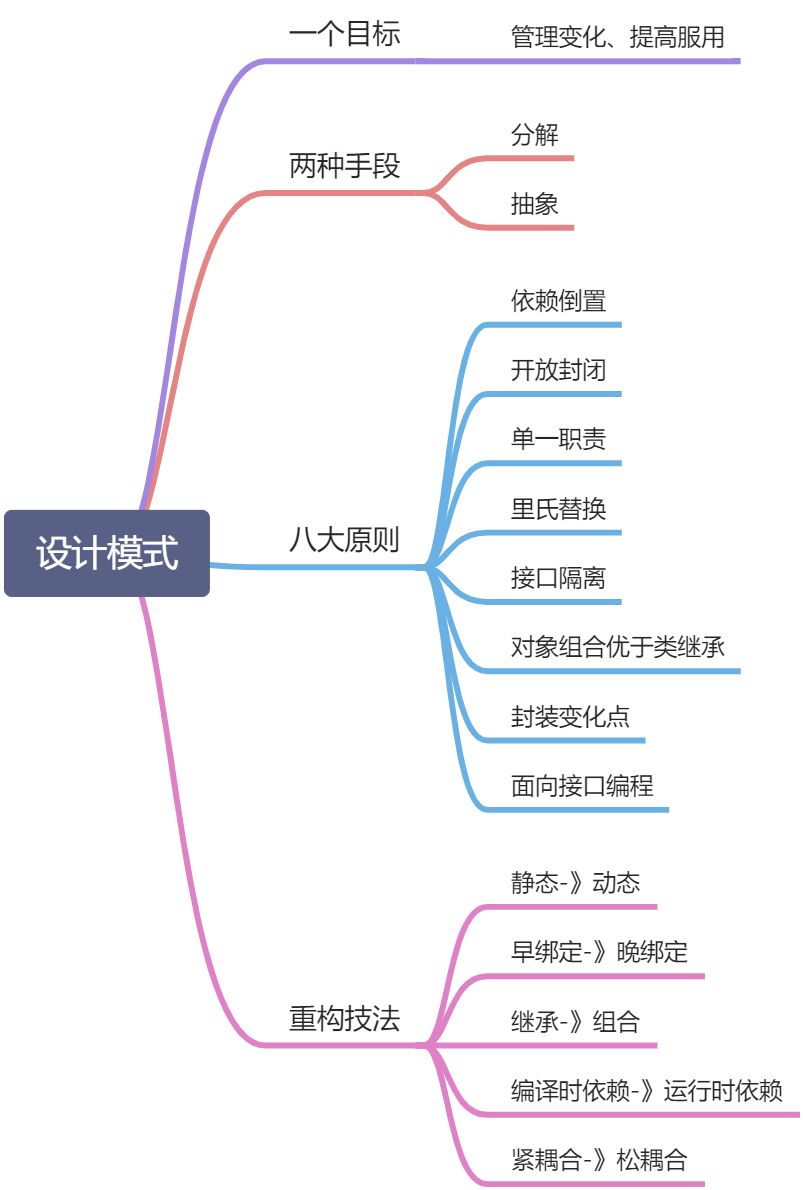 设计模式
一个目标
管理变化、提高服用
两种手段
分解
抽象
八大原则
依赖倒置
开放封闭
单一职责
里氏替换
接口隔离
对象组合优于类继承
封装变化点
面向接口编程
重构技法
静态-》动态
早绑定-》晚绑定
继承-》组合
编译时依赖-》运行时依赖
紧耦合-》松耦合